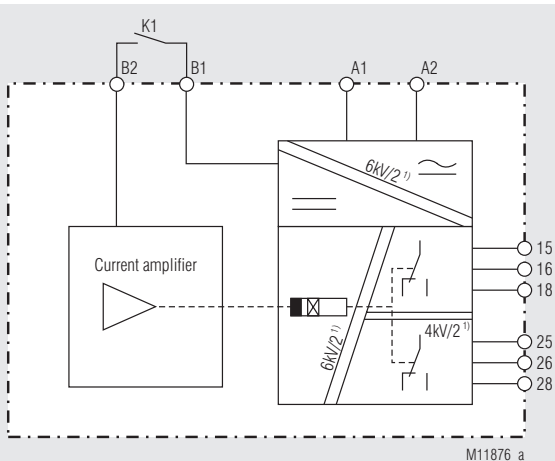 K1
B2 B1 A1 A2
6kV/2 ¹⁾
15
Current amplifier 16
18
6kV/2 ¹⁾ 4kV/2 ¹⁾
25
26
28
M11876_a